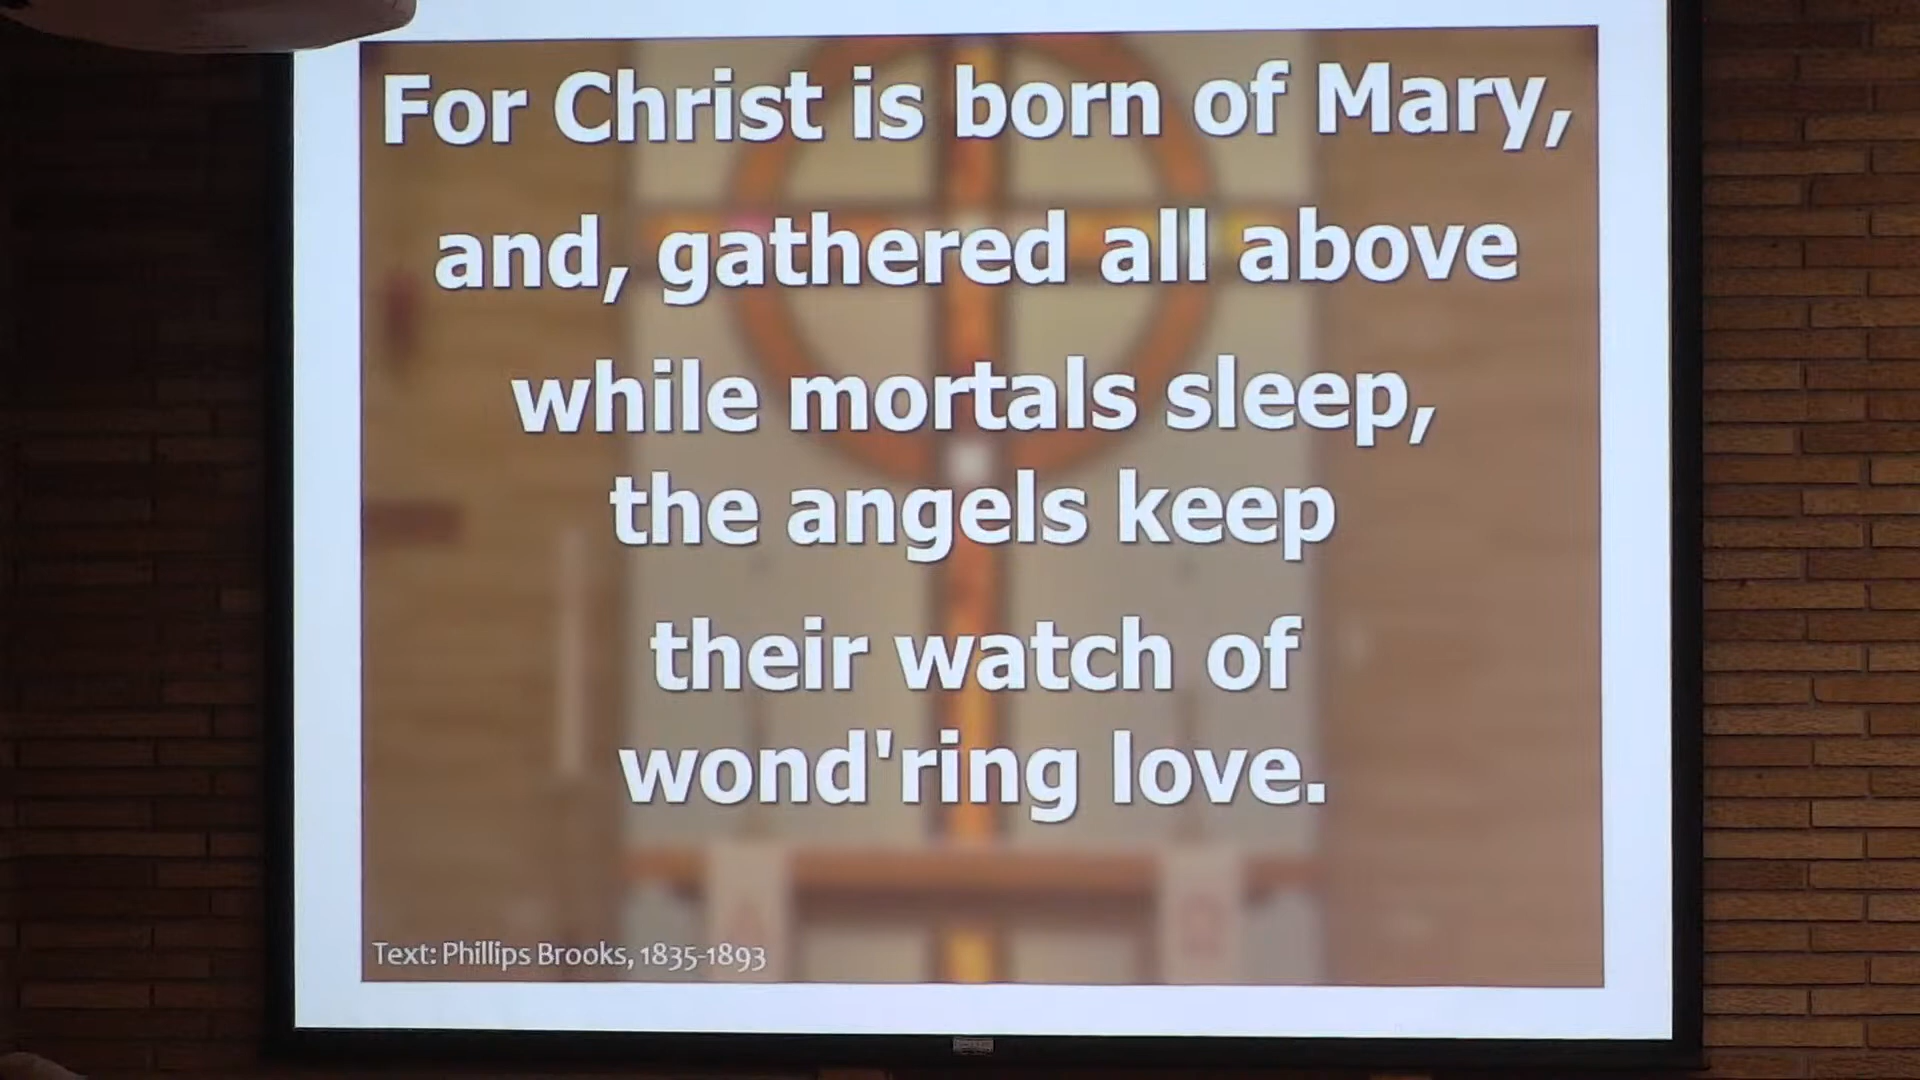 For Christ is born of Mary,
and, gathered all above
while mortals sleep,
the angels keep
their watch of
wond'ring love.
Text: Phillips Brooks, 1835-1893